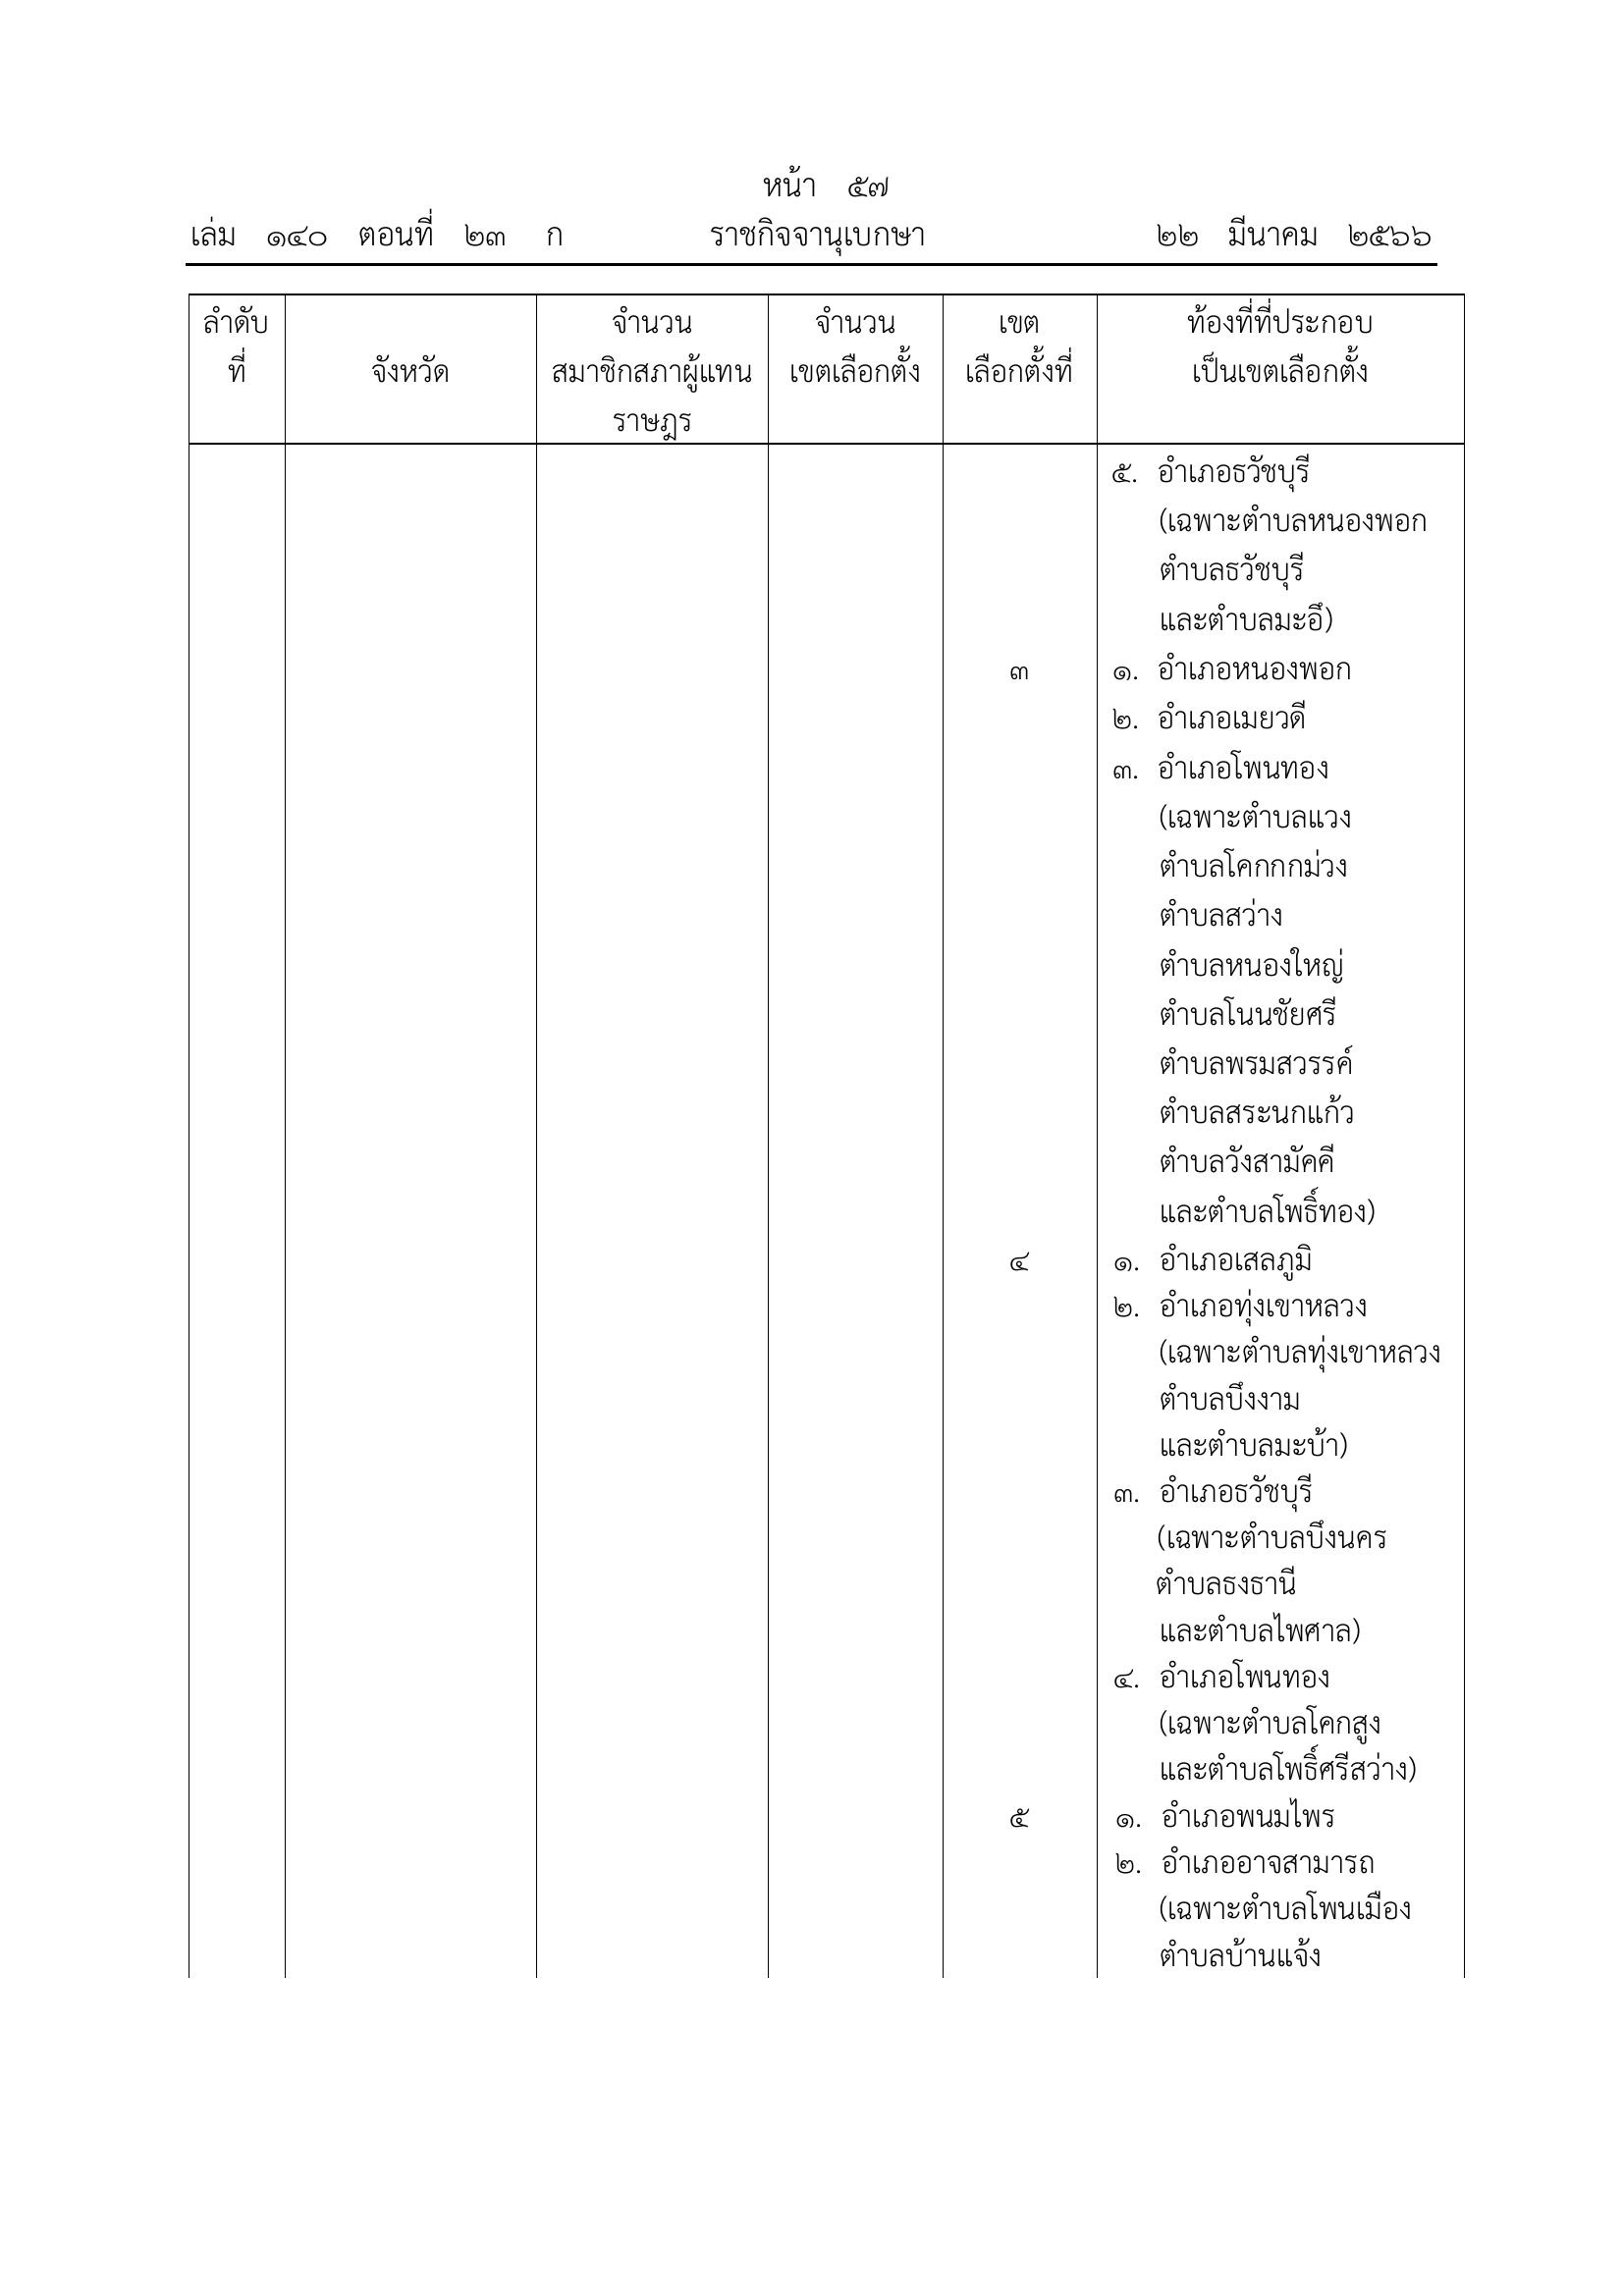 หน้า ๕๗
เล่ม ๑๔๐ ตอนที่ ๒๓ ก ราชกิจจานุเบกษา ๒๒ มีนาคม ๒๕๖๖
ลำดับ จำนวน จำนวน เขต ท้องที่ที่ประกอบ
ที่ จังหวัด สมาชิกสภาผู้แทน เขตเลือกตั้ง เลือกตั้งที่ เป็นเขตเลือกตั้ง
ราษฎร
๕. อำเภอธวัชบุรี
(เฉพาะตำบลหนองพอก
ตำบลธวัชบุรี
และตำบลมะอึ)
๓ ๑. อำเภอหนองพอก
๒. อำเภอเมยวดี
๓. อำเภอโพนทอง
(เฉพาะตำบลแวง
ตำบลโคกกกม่วง
ตำบลสว่าง
ตำบลหนองใหญ่
ตำบลโนนชัยศรี
ตำบลพรมสวรรค์
ตำบลสระนกแก้ว
ตำบลวังสามัคคี
และตำบลโพธิ์ทอง)
๔ ๑. อำเภอเสลภูมิ
๒. อำเภอทุ่งเขาหลวง
(เฉพาะตำบลทุ่งเขาหลวง
ตำบลบึงงาม
และตำบลมะบ้า)
๓. อำเภอธวัชบุรี
(เฉพาะตำบลบึงนคร
ตำบลธงธานี
และตำบลไพศาล)
๔. อำเภอโพนทอง
(เฉพาะตำบลโคกสูง
และตำบลโพธิ์ศรีสว่าง)
๕ ๑. อำเภอพนมไพร
๒. อำเภออาจสามารถ
(เฉพาะตำบลโพนเมือง
ตำบลบ้านแจ้ง